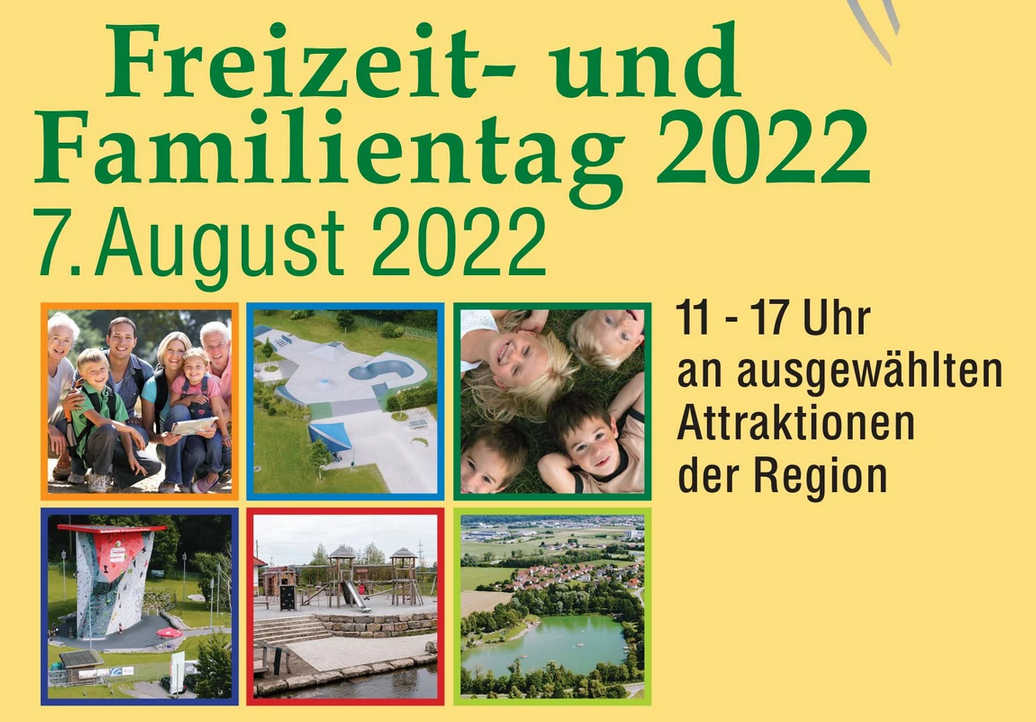 Freizeit- und
Familientag 2022
7. August 2022
11 - 17 Uhr
an ausgewählten
Attraktionen
der Region